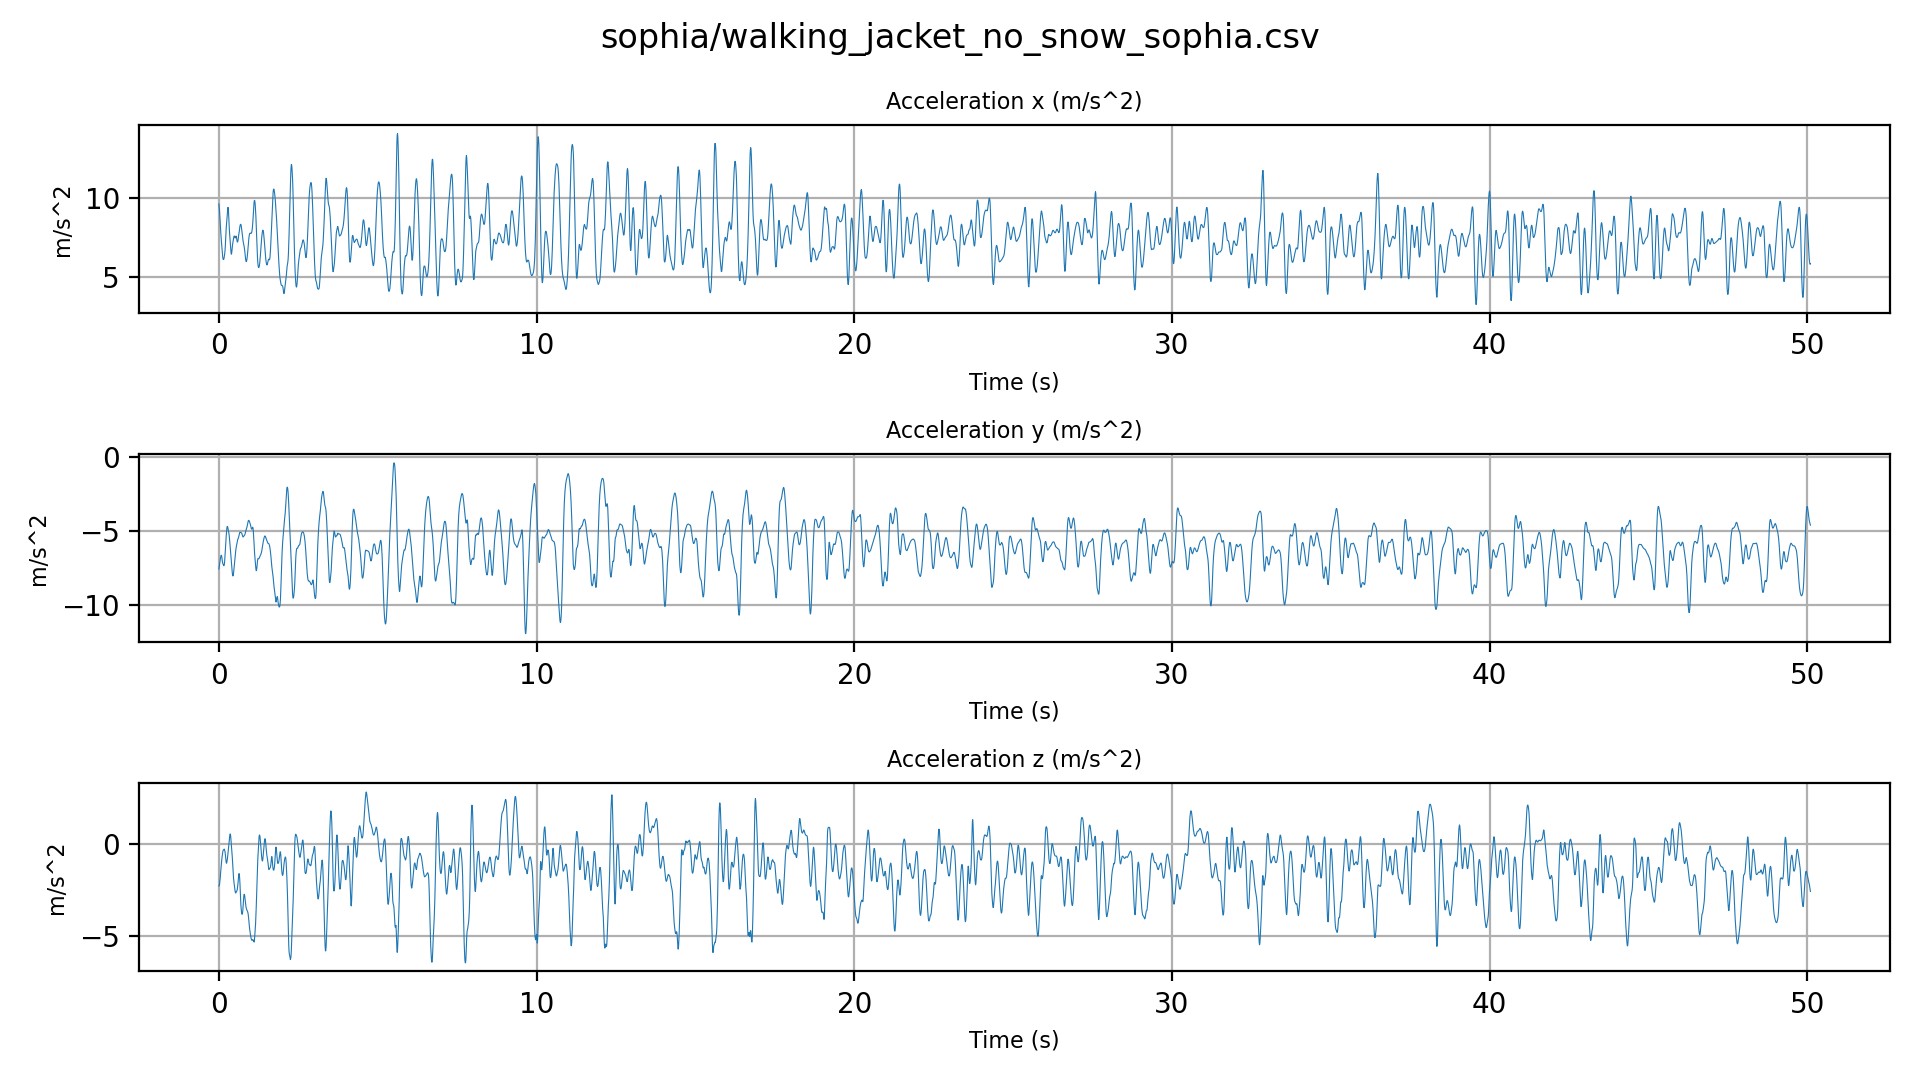 sophia/walking_jacket_no_snow_sophia.csv
Acceleration x (m/s^2)
m/s^2
10
5
0 10 20 30 40 50
Time (s)
Acceleration y (m/s^2)
m/s^2
0
−5
−10
0 10 20 30 40 50
Time (s)
Acceleration z (m/s^2)
m/s^2
0
−5
0 10 20 30 40 50
Time (s)